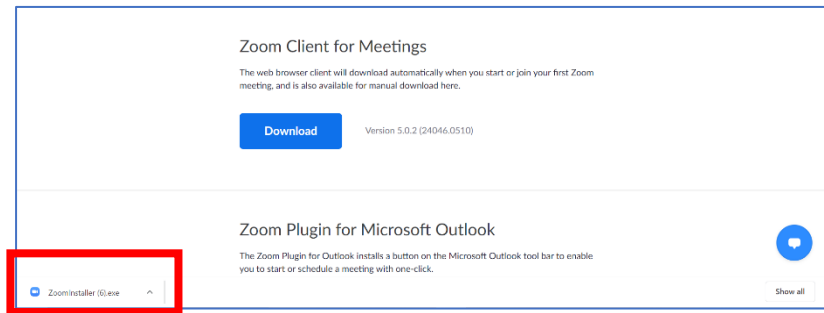 Zoom Client for Meetings
The web browser client will download automatically when you start or join your first Zoom
meeting, and is also available for manual download here.
Download
Version 5.0.2 (24046.0510)
Zoom Plugin for Microsoft Outlook
The Zoom Plugin for Outlook installs a button on the Microsoft Outlook tool bar to enable
you to start or schedule a meeting with one-click.
ZoomInstaller (6).exe
Show all